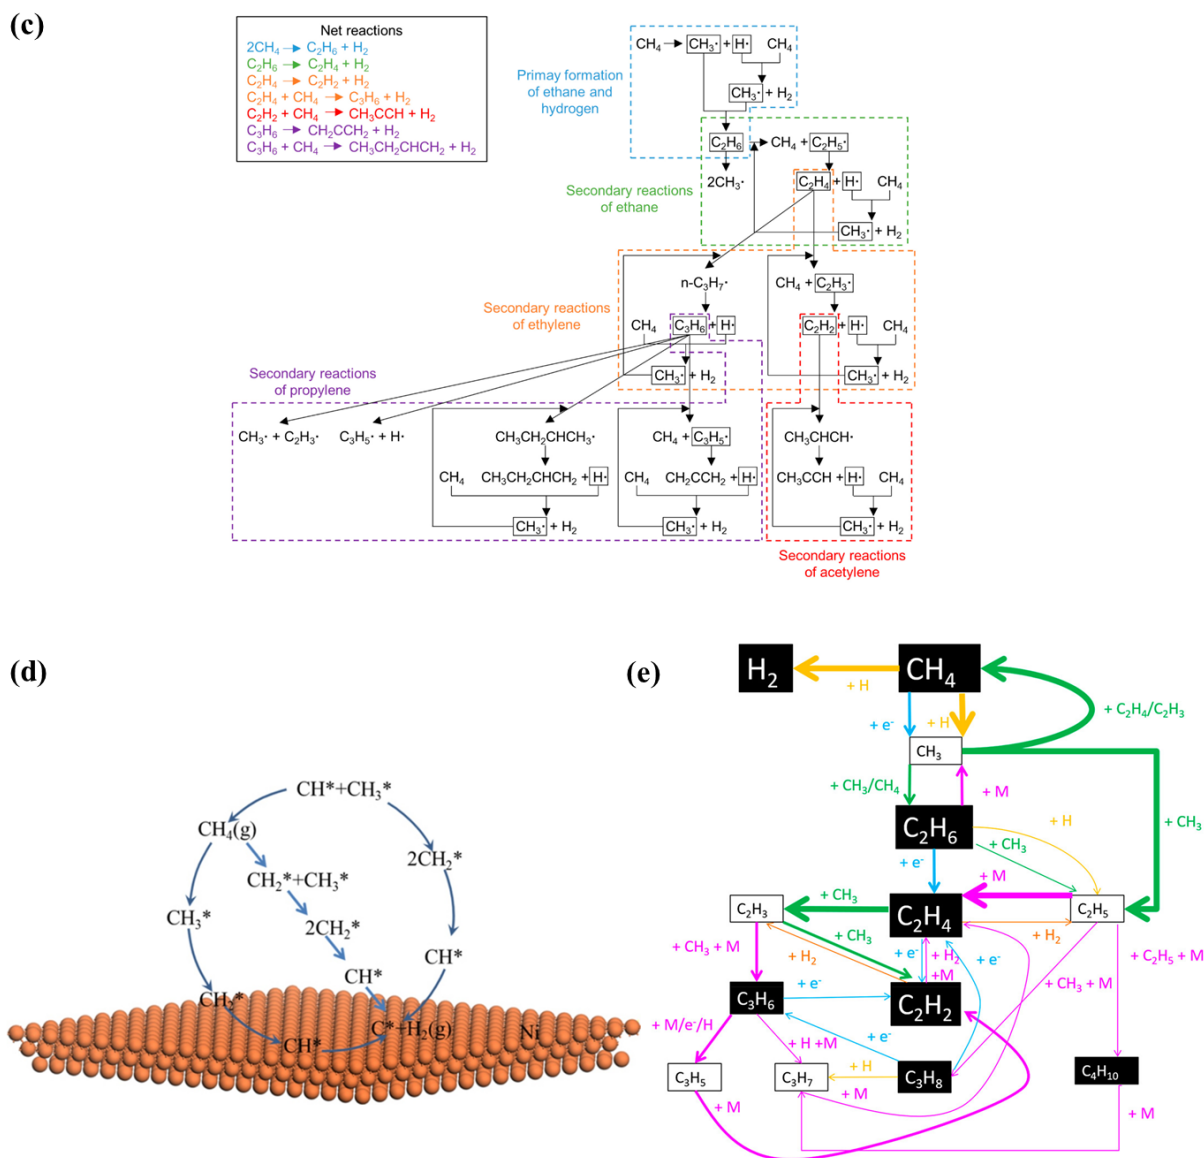 (c)
Net reactions
2CH₄ → C₂H₆ + H₂
C₂H₆ → C₂H₄ + H₂
C₂H₄ → C₂H₂ + H₂
C₂H₄ + CH₄ → C₃H₆ + H₂
C₂H₂ + CH₄ → CH₃CCH + H₂
C₃H₆ → CH₂CCH₂ + H₂
C₃H₆ + CH₄ → CH₃CH₂CHCH₂ + H₂
Primay formation
of ethane and
hydrogen
CH₄ → CH₃· + H· CH₄
CH₃· + H₂
C₂H₆
CH₄ + C₂H₅·
2CH₃·
Secondary reactions
of ethane
C₂H₄ + H· CH₄
CH₃· + H₂
Secondary reactions
of ethylene
n-C₃H₇·
CH₄ + C₂H₃·
CH₄ C₃H₆ + H·
C₂H₂ + H· CH₄
CH₃· + H₂
CH₃· + H₂
Secondary reactions
of propylene
CH₃· + C₂H₃·
C₃H₅· + H·
CH₃CH₂CHCH₃·
CH₄ + C₃H₅·
CH₃CHCH·
CH₄ CH₃CH₂CHCH₂ + H·
CH₄ CH₂CCH₂ + H·
CH₃CCH + H· CH₄
CH₃· + H₂
CH₃· + H₂
CH₃· + H₂
Secondary reactions
of acetylene
(d)
CH*+CH₃*
CH₄(g)
2CH₂*
CH₂*+CH₃*
CH₃*
2CH₂*
CH*
CH*
CH₂*
C*+H₂(g)
Ni
CH*
(e)
H₂
CH₄
+ H
+ e⁻
+ H
+ C₂H₄/C₂H₃
CH₃
+ CH₃/CH₄
+ M
C₂H₆
+ H
+ CH₃
+ CH₃
+ e⁻
+ M
C₂H₃
+ CH₃
C₂H₄
C₂H₅
+ CH₃ + M
+ CH₃
+ H₂
+ H₂
+ e⁻
+ H₂
+M
+ e⁻
+ C₂H₅ + M
+ CH₃ + M
C₃H₆
+ e⁻
C₂H₂
+ M/e⁻/H
+ H +M
+ e⁻
C₃H₅
C₃H₇
+ H
C₃H₈
C₄H₁₀
+ M
+ M
+ M